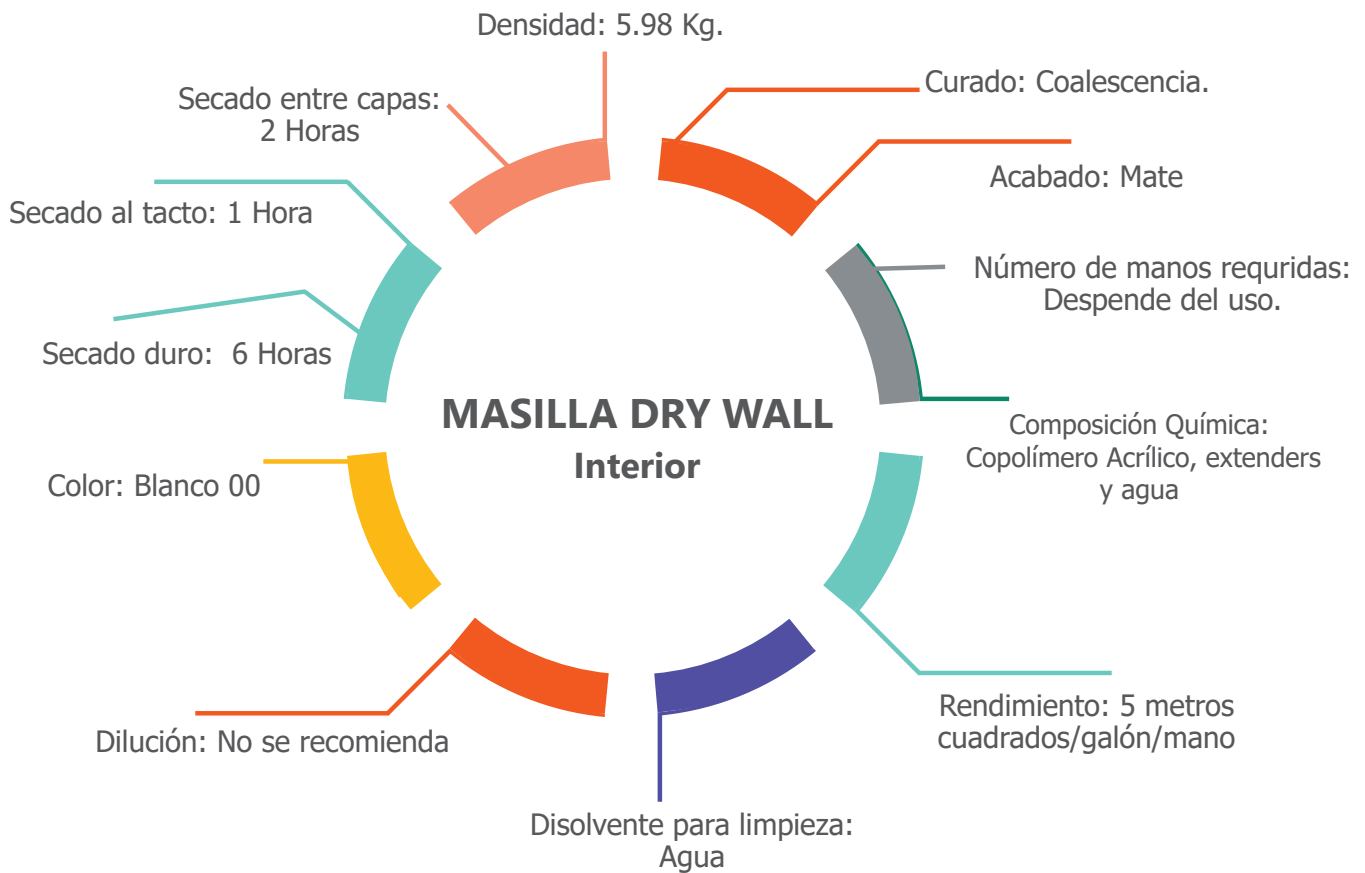 Densidad: 5.98 Kg.
Curado: Coalescencia.
Secado entre capas:
2 Horas
Acabado: Mate
Secado al tacto: 1 Hora
Número de manos requridas:
Despende del uso.
Secado duro:  6 Horas
MASILLA DRY WALL
Interior
Composición Química:
Copolímero Acrílico, extenders
y agua
Color: Blanco 00
Rendimiento: 5 metros
cuadrados/galón/mano
Dilución: No se recomienda
Disolvente para limpieza:
Agua